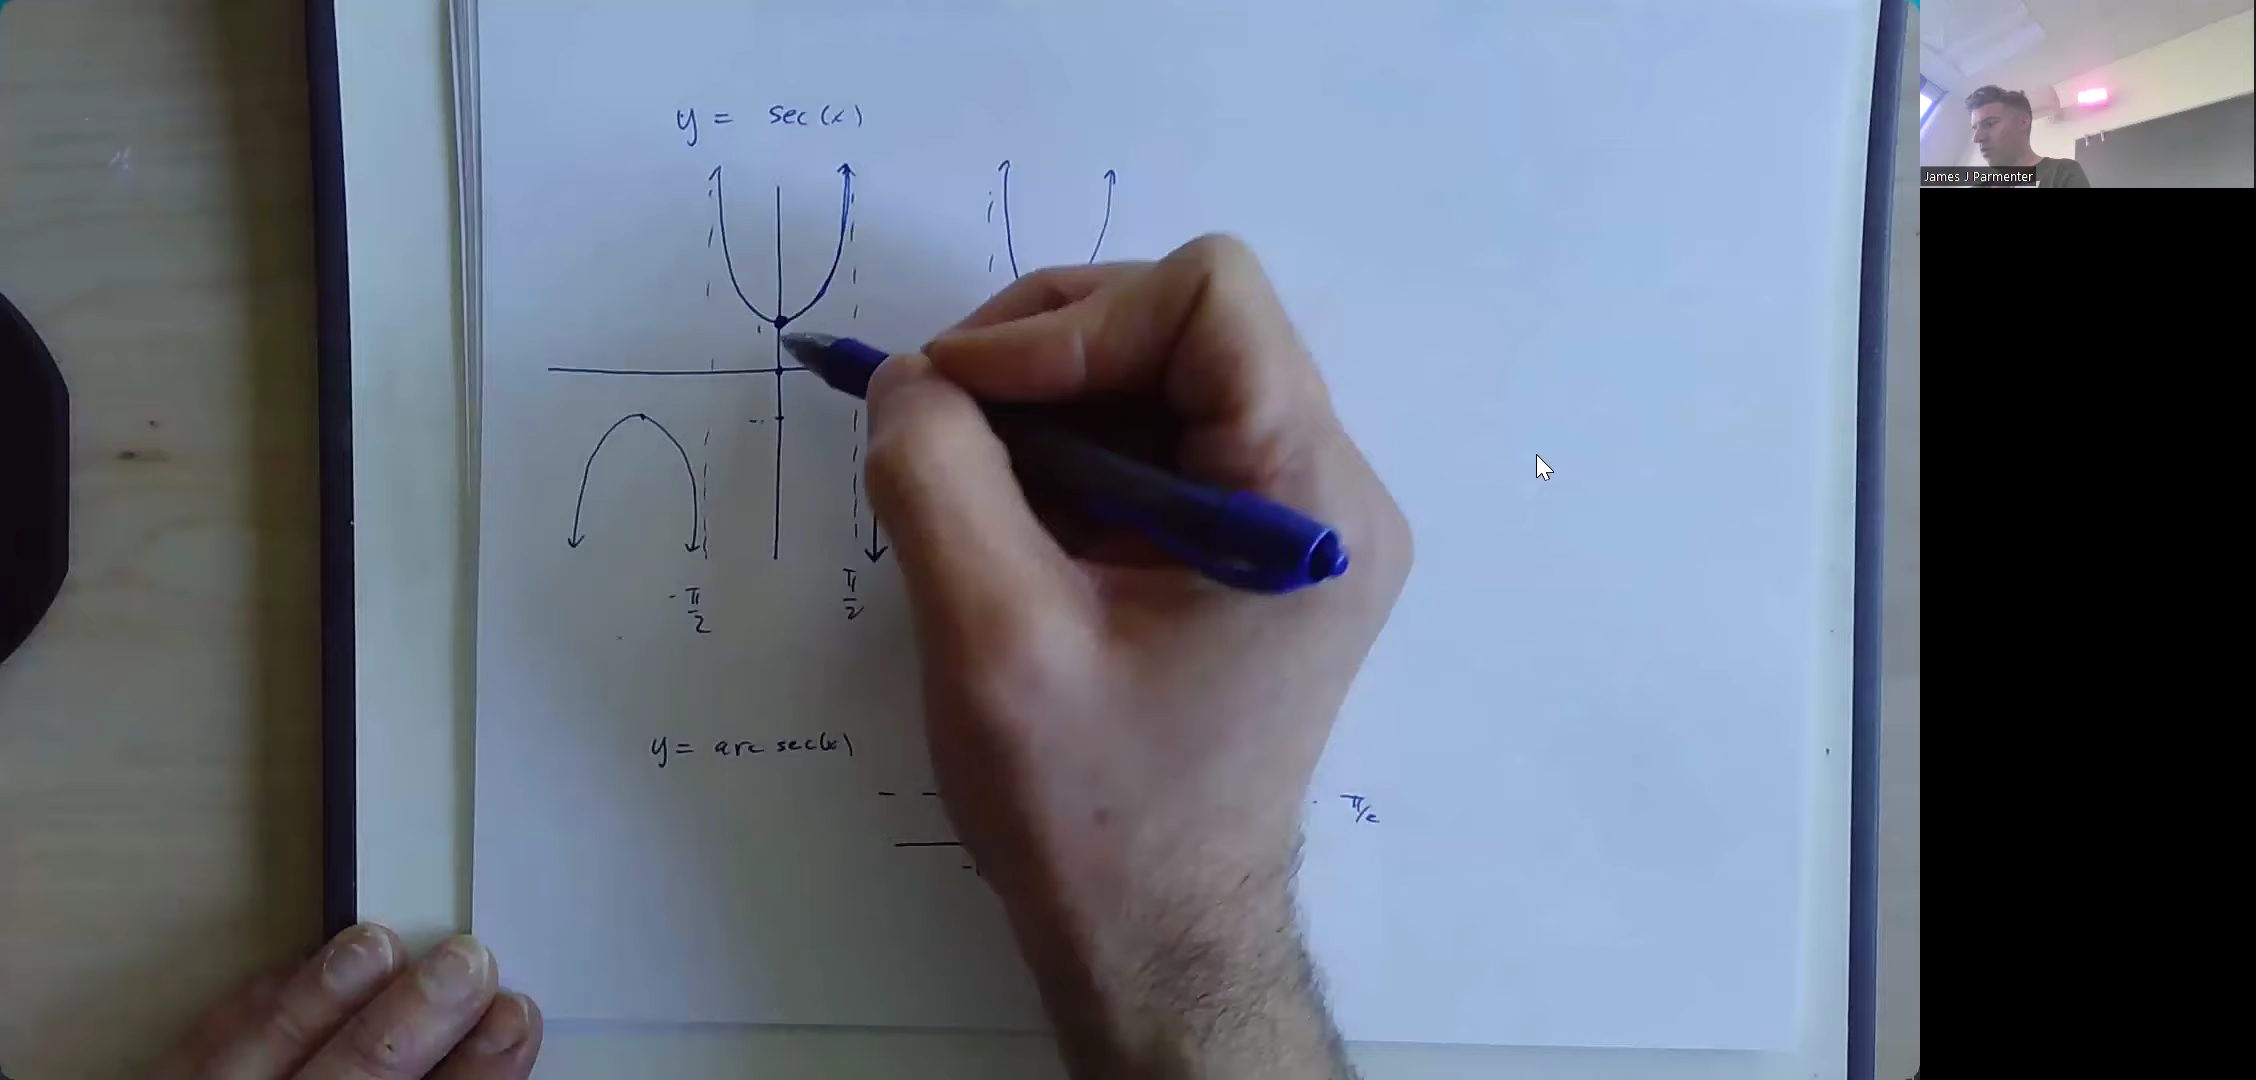 y = sec(x)
James J Parmenter
-π/2
π/2
y = arc sec(x)
π/2